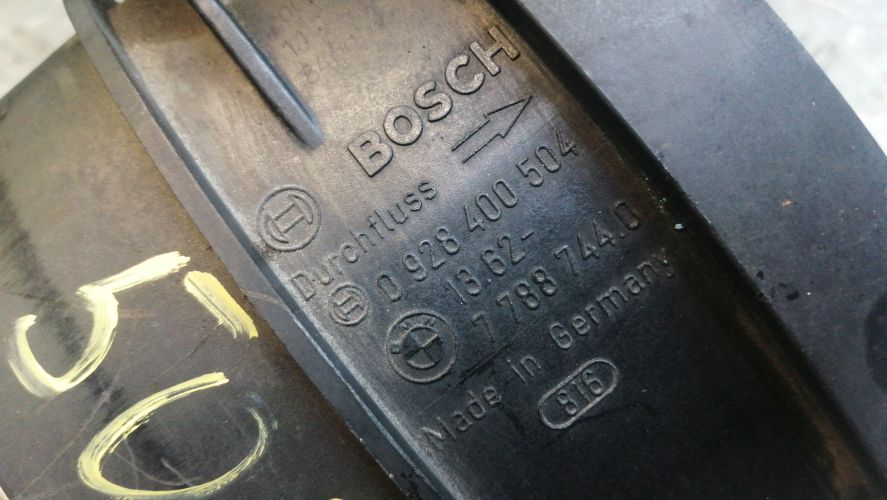 BOSCH
Durchfluss
0 928 400 504
13.62-
7 788 744.0
Made in Germany
816
50